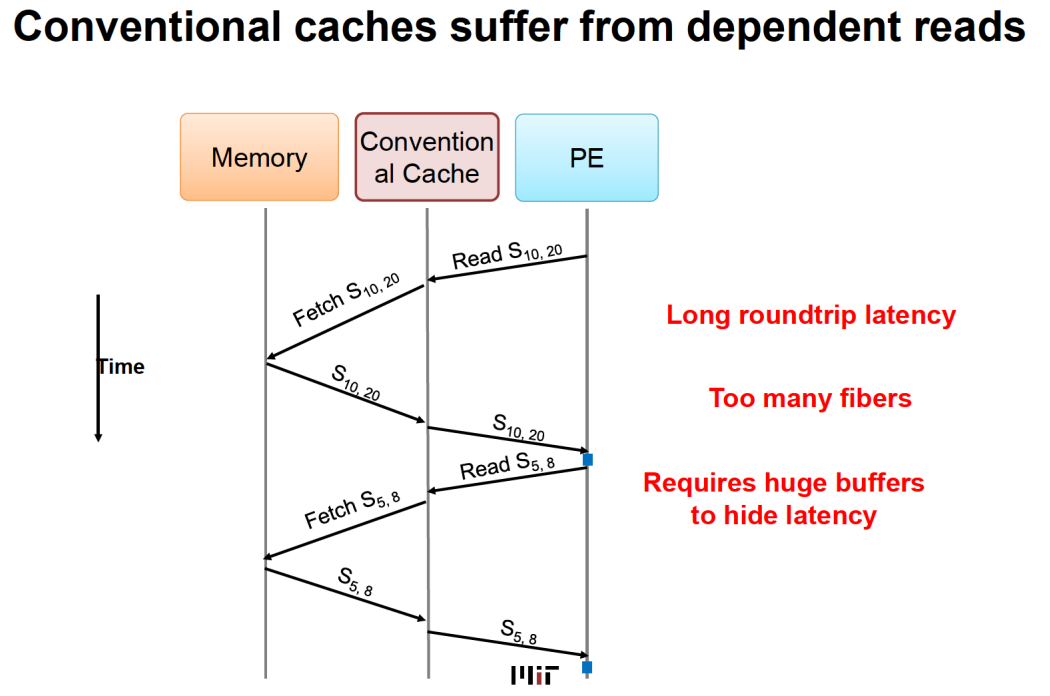 Conventional caches suffer from dependent reads
Memory
Convention
al Cache
PE
Read S10, 20
Fetch S10, 20
Long roundtrip latency
Time
S10, 20
Too many fibers
S10, 20
Read S5, 8
Requires huge buffers
to hide latency
Fetch S5, 8
S5, 8
S5, 8
MIT